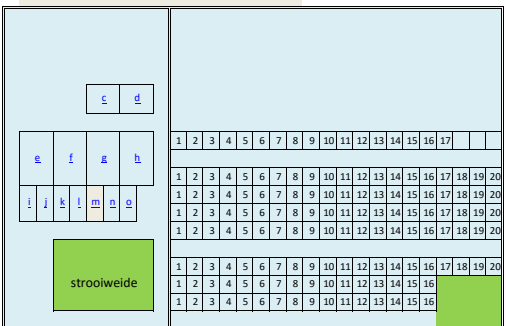 c d
1 2 3 4 5 6 7 8 9 10 11 12 13 14 15 16 17
e f g h
1 2 3 4 5 6 7 8 9 10 11 12 13 14 15 16 17 18 19 20
1 2 3 4 5 6 7 8 9 10 11 12 13 14 15 16 17 18 19 20
i j k l m n o
1 2 3 4 5 6 7 8 9 10 11 12 13 14 15 16 17 18 19 20
1 2 3 4 5 6 7 8 9 10 11 12 13 14 15 16 17 18 19 20
1 2 3 4 5 6 7 8 9 10 11 12 13 14 15 16 17 18 19 20
strooiweide
1 2 3 4 5 6 7 8 9 10 11 12 13 14 15 16
1 2 3 4 5 6 7 8 9 10 11 12 13 14 15 16